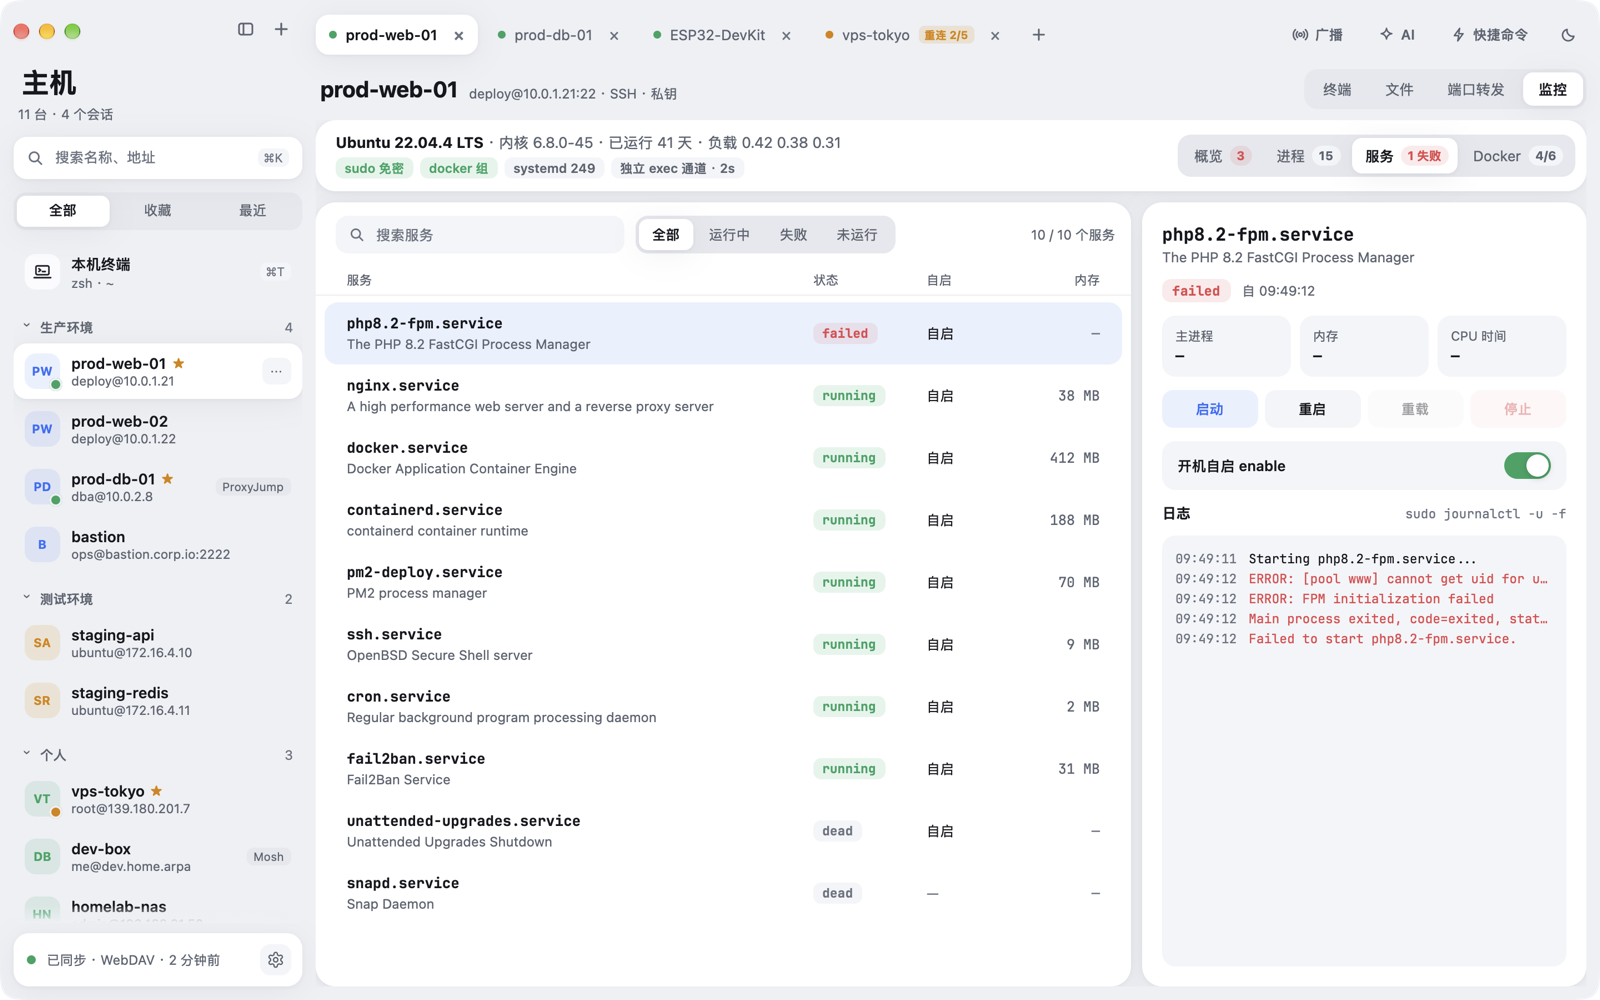 主机
11 台 · 4 个会话
搜索名称、地址 ⌘K
全部 收藏 最近
本机终端
zsh · ~
⌘T
生产环境 4
PW
prod-web-01 ★
deploy@10.0.1.21
...
PW
prod-web-02
deploy@10.0.1.22
PD
prod-db-01 ★
dba@10.0.2.8
ProxyJump
B
bastion
ops@bastion.corp.io:2222
测试环境 2
SA
staging-api
ubuntu@172.16.4.10
SR
staging-redis
ubuntu@172.16.4.11
个人 3
VT
vps-tokyo ★
root@139.180.201.7
DB
dev-box
me@dev.home.arpa
Mosh
HN
homelab-nas
已同步 · WebDAV · 2 分钟前
prod-web-01 × prod-db-01 × ESP32-DevKit × vps-tokyo 重连 2/5 × +
广播 AI 快捷命令
prod-web-01 deploy@10.0.1.21:22 · SSH · 私钥
终端 文件 端口转发 监控
Ubuntu 22.04.4 LTS · 内核 6.8.0-45 · 已运行 41 天 · 负载 0.42 0.38 0.31
sudo 免密 docker 组 systemd 249 独立 exec 通道 · 2s
概览 3 进程 15 服务 1 失败 Docker 4/6
搜索服务
全部 运行中 失败 未运行
10 / 10 个服务
服务 状态 自启 内存
php8.2-fpm.service
The PHP 8.2 FastCGI Process Manager
failed 自启 —
nginx.service
A high performance web server and a reverse proxy server
running 自启 38 MB
docker.service
Docker Application Container Engine
running 自启 412 MB
containerd.service
containerd container runtime
running 自启 188 MB
pm2-deploy.service
PM2 process manager
running 自启 70 MB
ssh.service
OpenBSD Secure Shell server
running 自启 9 MB
cron.service
Regular background program processing daemon
running 自启 2 MB
fail2ban.service
Fail2Ban Service
running 自启 31 MB
unattended-upgrades.service
Unattended Upgrades Shutdown
dead 自启 —
snapd.service
Snap Daemon
dead — —
php8.2-fpm.service
The PHP 8.2 FastCGI Process Manager
failed 自 09:49:12
主进程 内存 CPU 时间
— — —
启动 重启 重载 停止
开机自启 enable
日志 sudo journalctl -u -f
09:49:11 Starting php8.2-fpm.service...
09:49:12 ERROR: [pool www] cannot get uid for u…
09:49:12 ERROR: FPM initialization failed
09:49:12 Main process exited, code=exited, stat…
09:49:12 Failed to start php8.2-fpm.service.